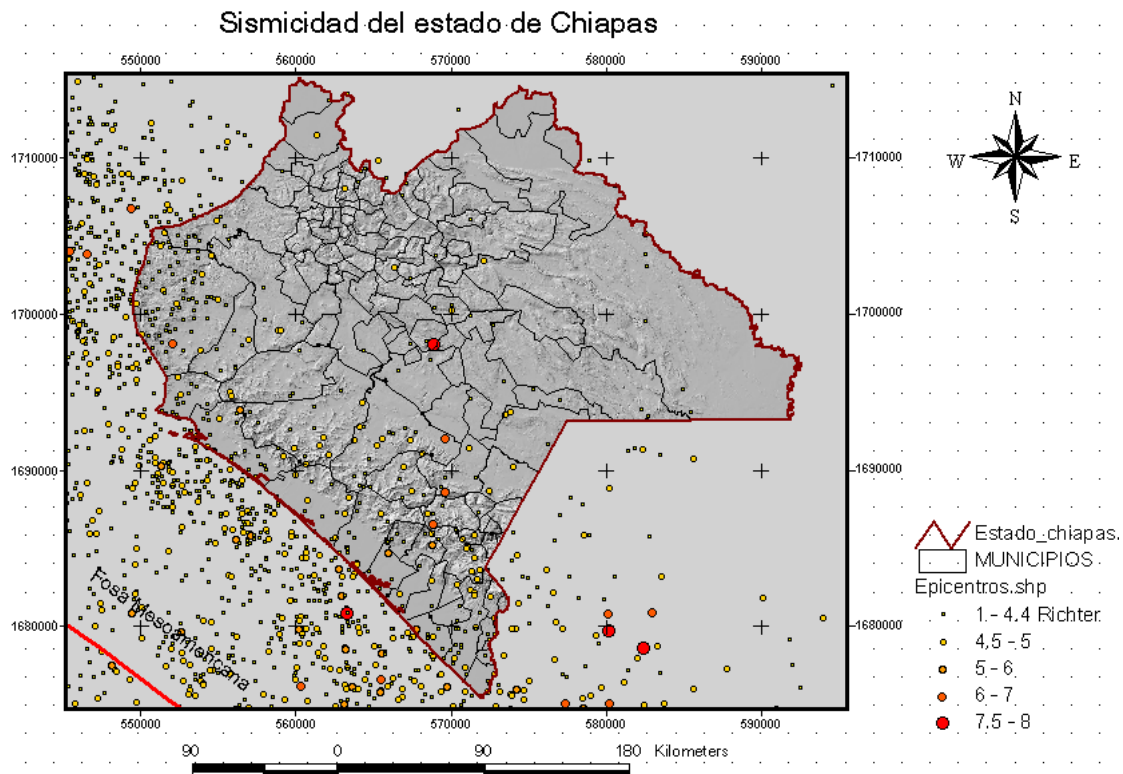 Sismicidad del estado de Chiapas
550000 560000 570000 580000 590000
N
W E
S
1710000 1710000
1700000 1700000
1690000 1690000
1680000 1680000
Fosa Mesoamericana
550000 560000 570000 580000 590000
90 0 90 180 Kilometers
Estado_chiapas.
MUNICIPIOS
Epicentros.shp
1 - 4.4 Richter
4,5 - 5
5 - 6
6 - 7
7,5 - 8